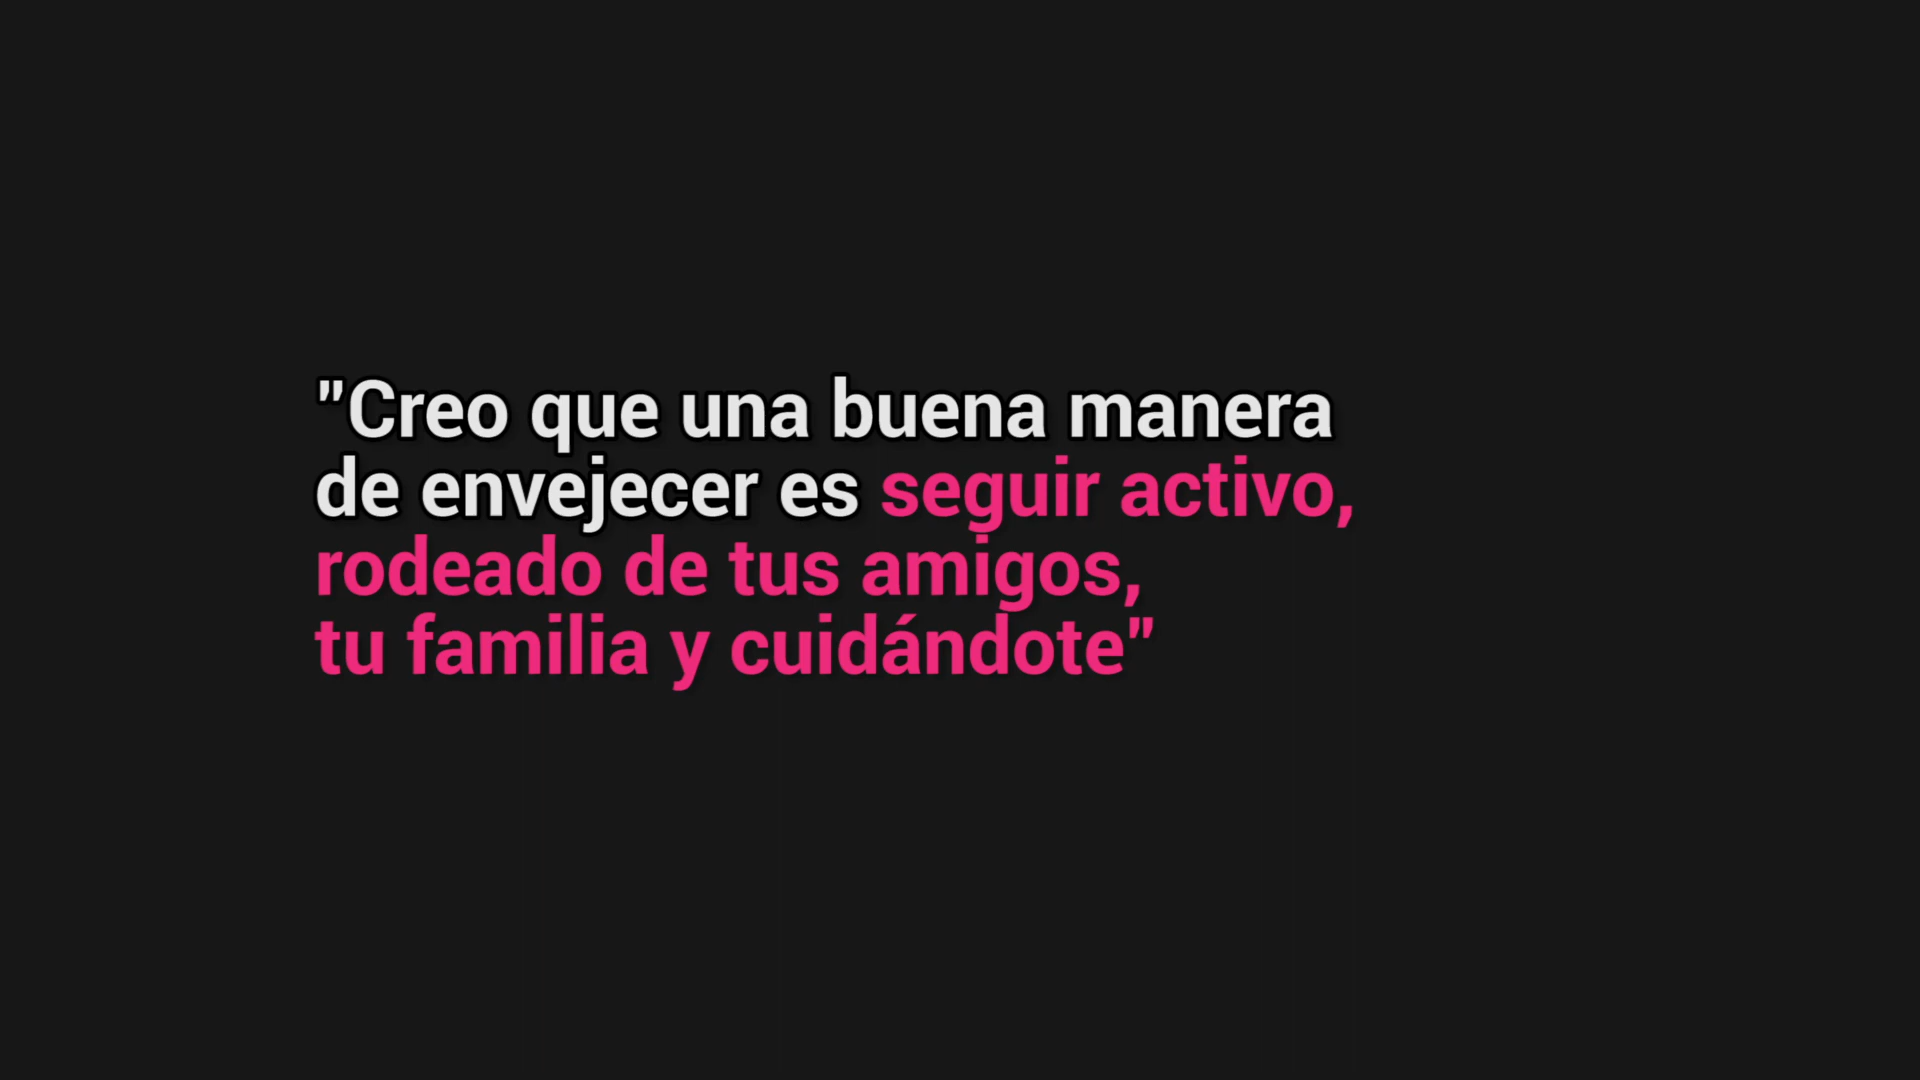 "Creo que una buena manera
de envejecer es seguir activo,
rodeado de tus amigos,
tu familia y cuidándote"